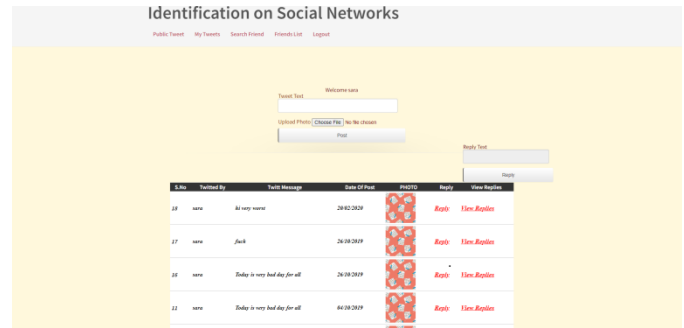 Identification on Social Networks
Public Tweet My Tweets Search Friend Friends List Logout
Welcome sara
Tweet Text
Upload Photo Choose File No file chosen
Post
Reply Text
Reply
S.No Twitted By Twitt Message Date Of Post PHOTO Reply View Replies
18 sara hi very worst 20/02/2020 Reply View Replies
17 sara fuck 26/10/2019 Reply View Replies
16 sara Today is very bad day for all 26/10/2019 Reply View Replies
11 sara Today is very bad day for all 04/10/2019 Reply View Replies